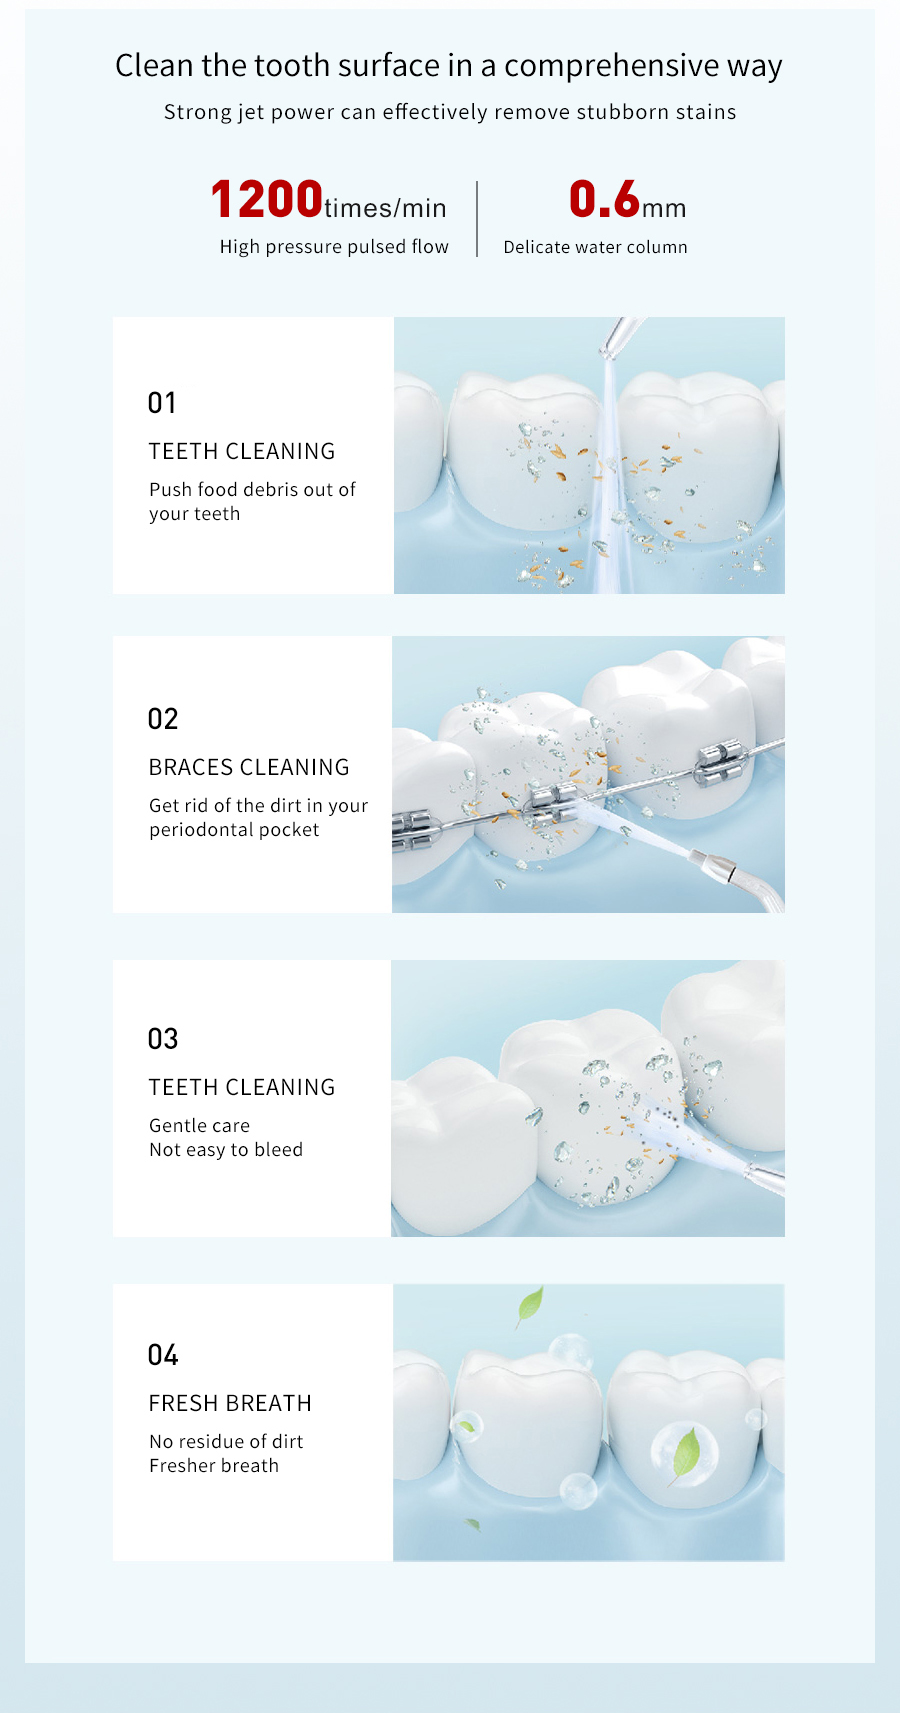 Clean the tooth surface in a comprehensive way
Strong jet power can effectively remove stubborn stains
1200times/min
High pressure pulsed flow
0.6mm
Delicate water column
01
TEETH CLEANING
Push food debris out of
your teeth
02
BRACES CLEANING
Get rid of the dirt in your
periodontal pocket
03
TEETH CLEANING
Gentle care
Not easy to bleed
04
FRESH BREATH
No residue of dirt
Fresher breath